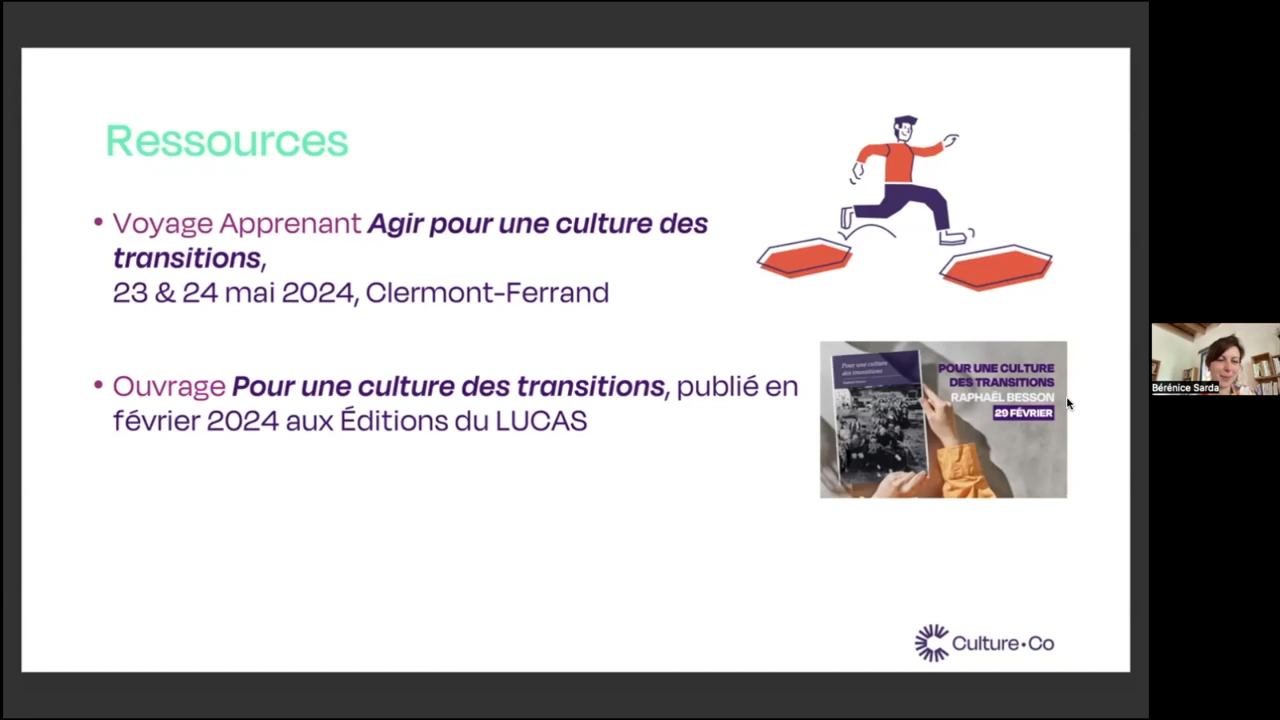 Ressources
• Voyage Apprenant Agir pour une culture des
transitions,
23 & 24 mai 2024, Clermont-Ferrand
• Ouvrage Pour une culture des transitions, publié en
février 2024 aux Éditions du LUCAS
Pour une culture
des transitions
POUR UNE CULTURE
DES TRANSITIONS
RAPHAËL BESSON
29 FÉVRIER
Bérénice Sarda
Culture•Co